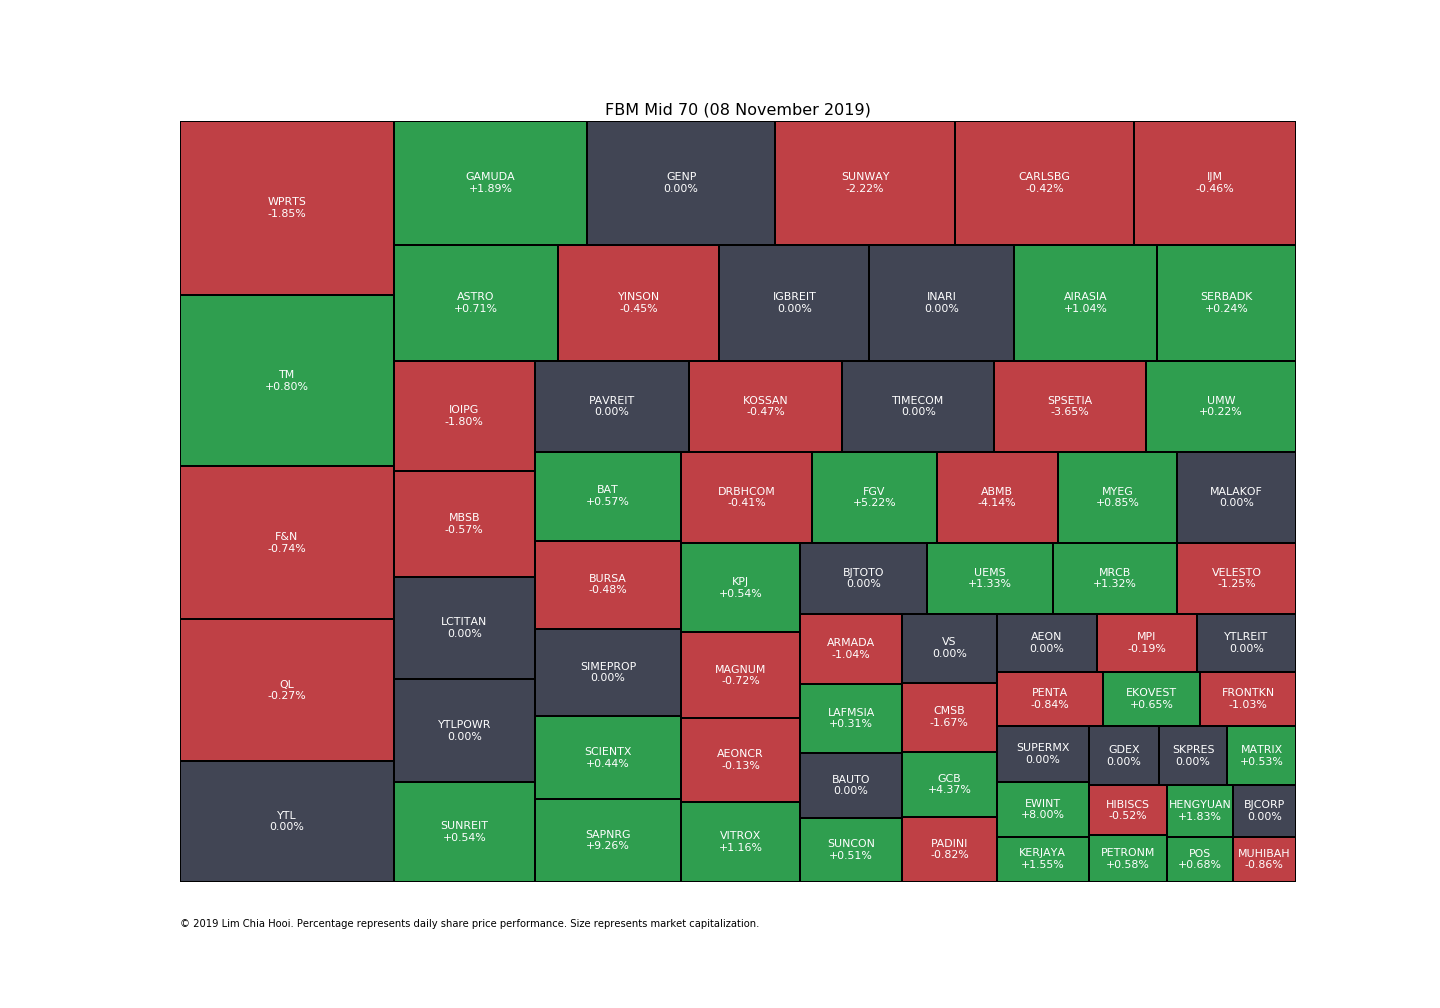 FBM Mid 70 (08 November 2019)
WPRTS
-1.85%
TM
+0.80%
F&N
-0.74%
QL
-0.27%
YTL
0.00%
GAMUDA
+1.89%
GENP
0.00%
SUNWAY
-2.22%
CARLSBG
-0.42%
IJM
-0.46%
ASTRO
+0.71%
YINSON
-0.45%
IGBREIT
0.00%
INARI
0.00%
AIRASIA
+1.04%
SERBADK
+0.24%
IOIPG
-1.80%
MBSB
-0.57%
LCTITAN
0.00%
YTLPOWR
0.00%
SUNREIT
+0.54%
PAVREIT
0.00%
KOSSAN
-0.47%
TIMECOM
0.00%
SPSETIA
-3.65%
UMW
+0.22%
BAT
+0.57%
BURSA
-0.48%
SIMEPROP
0.00%
SCIENTX
+0.44%
SAPNRG
+9.26%
DRBHCOM
-0.41%
FGV
+5.22%
ABMB
-4.14%
MYEG
+0.85%
MALAKOF
0.00%
KPJ
+0.54%
MAGNUM
-0.72%
AEONCR
-0.13%
VITROX
+1.16%
BJTOTO
0.00%
UEMS
+1.33%
MRCB
+1.32%
VELESTO
-1.25%
ARMADA
-1.04%
LAFMSIA
+0.31%
BAUTO
0.00%
SUNCON
+0.51%
VS
0.00%
CMSB
-1.67%
GCB
+4.37%
PADINI
-0.82%
AEON
0.00%
MPI
-0.19%
YTLREIT
0.00%
PENTA
-0.84%
EKOVEST
+0.65%
FRONTKN
-1.03%
SUPERMX
0.00%
EWINT
+8.00%
KERJAYA
+1.55%
GDEX
0.00%
SKPRES
0.00%
MATRIX
+0.53%
HIBISCS
-0.52%
PETRONM
+0.58%
HENGYUAN
+1.83%
BJCORP
0.00%
POS
+0.68%
MUHIBAH
-0.86%
© 2019 Lim Chia Hooi. Percentage represents daily share price performance. Size represents market capitalization.